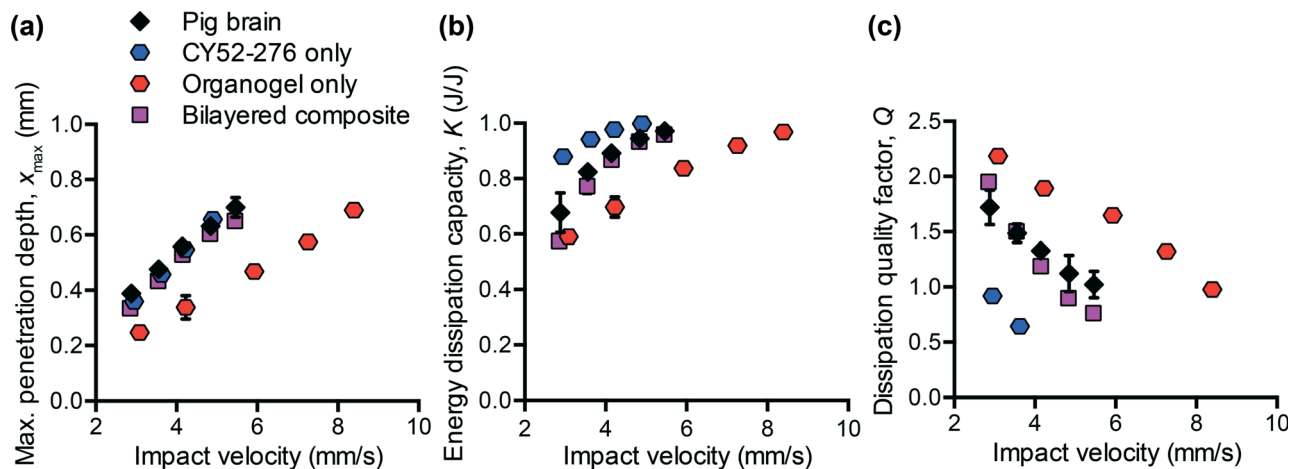 (a)
Pig brain
CY52-276 only
Organogel only
Bilayered composite
Max. penetration depth, xmax (mm)
1.0
0.8
0.6
0.4
0.2
0.0
2 4 6 8 10
Impact velocity (mm/s)
(b)
Energy dissipation capacity, K (J/J)
1.0
0.8
0.6
0.4
0.2
0.0
2 4 6 8 10
Impact velocity (mm/s)
(c)
Dissipation quality factor, Q
2.5
2.0
1.5
1.0
0.5
0.0
2 4 6 8 10
Impact velocity (mm/s)